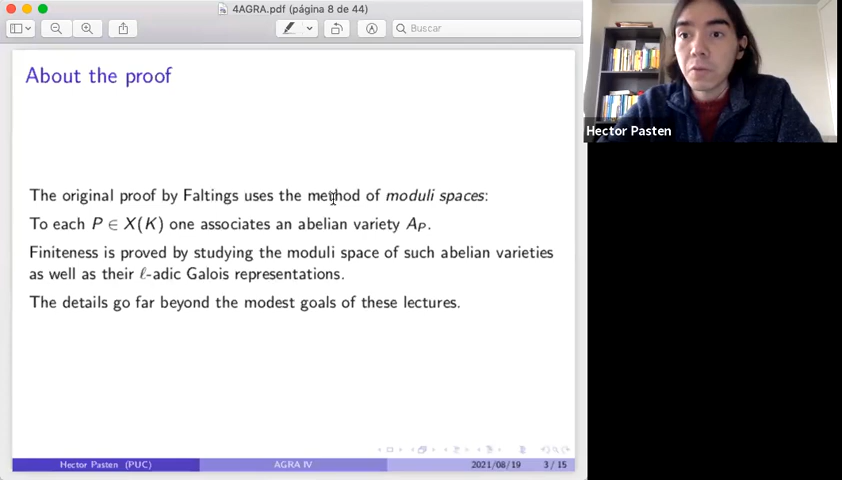 4AGRA.pdf (página 8 de 44)
Buscar
About the proof
The original proof by Faltings uses the method of moduli spaces:
To each P ∈ X(K) one associates an abelian variety A_P.
Finiteness is proved by studying the moduli space of such abelian varieties
as well as their ℓ-adic Galois representations.
The details go far beyond the modest goals of these lectures.
Hector Pasten (PUC) AGRA IV 2021/08/19 3 / 15
Hector Pasten